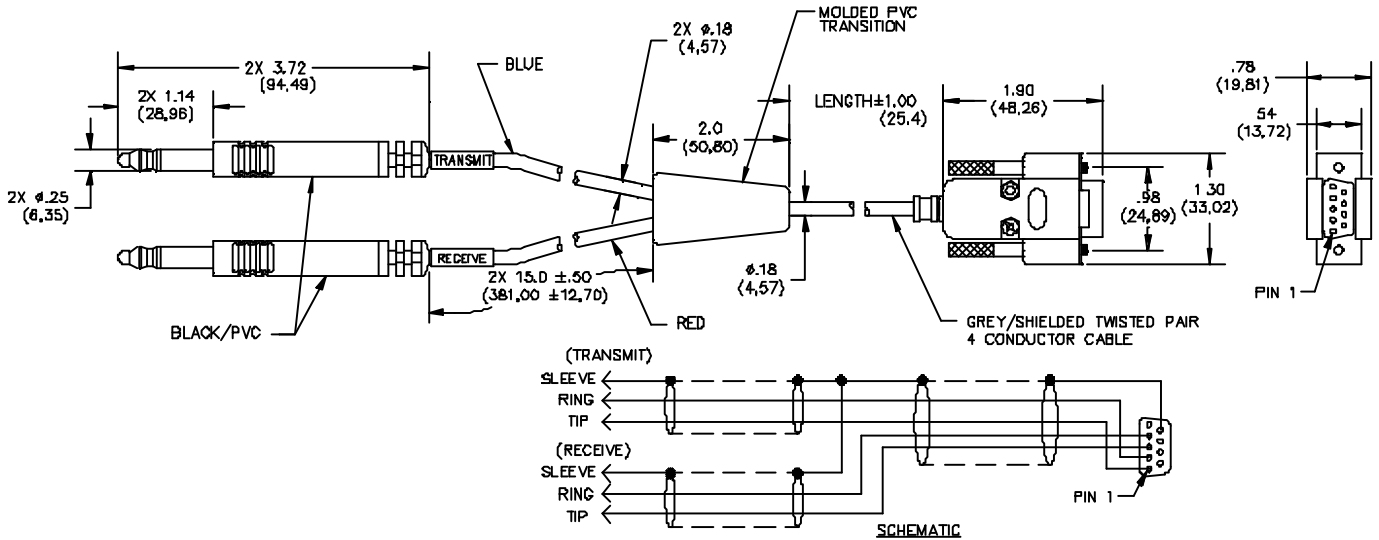 MOLDED PVC
TRANSITION
2X ø.18
(4,57)
2X 3.72
(94,49)
BLUE
.78
(19,81)
2X 1.14
(28,96)
LENGTH±1.00
(25.4)
1.90
(48,26)
.54
(13,72)
2.0
(50,80)
TRANSMIT
2X ø.25
(6,35)
.98
(24,89)
1.30
(33,02)
RECEIVE
2X 15.0 ±.50
(381,00 ±12,70)
ø.18
(4,57)
PIN 1
BLACK/PVC
RED
GREY/SHIELDED TWISTED PAIR
4 CONDUCTOR CABLE
(TRANSMIT)
SLEEVE
RING
TIP
(RECEIVE)
SLEEVE
RING
TIP
PIN 1
SCHEMATIC